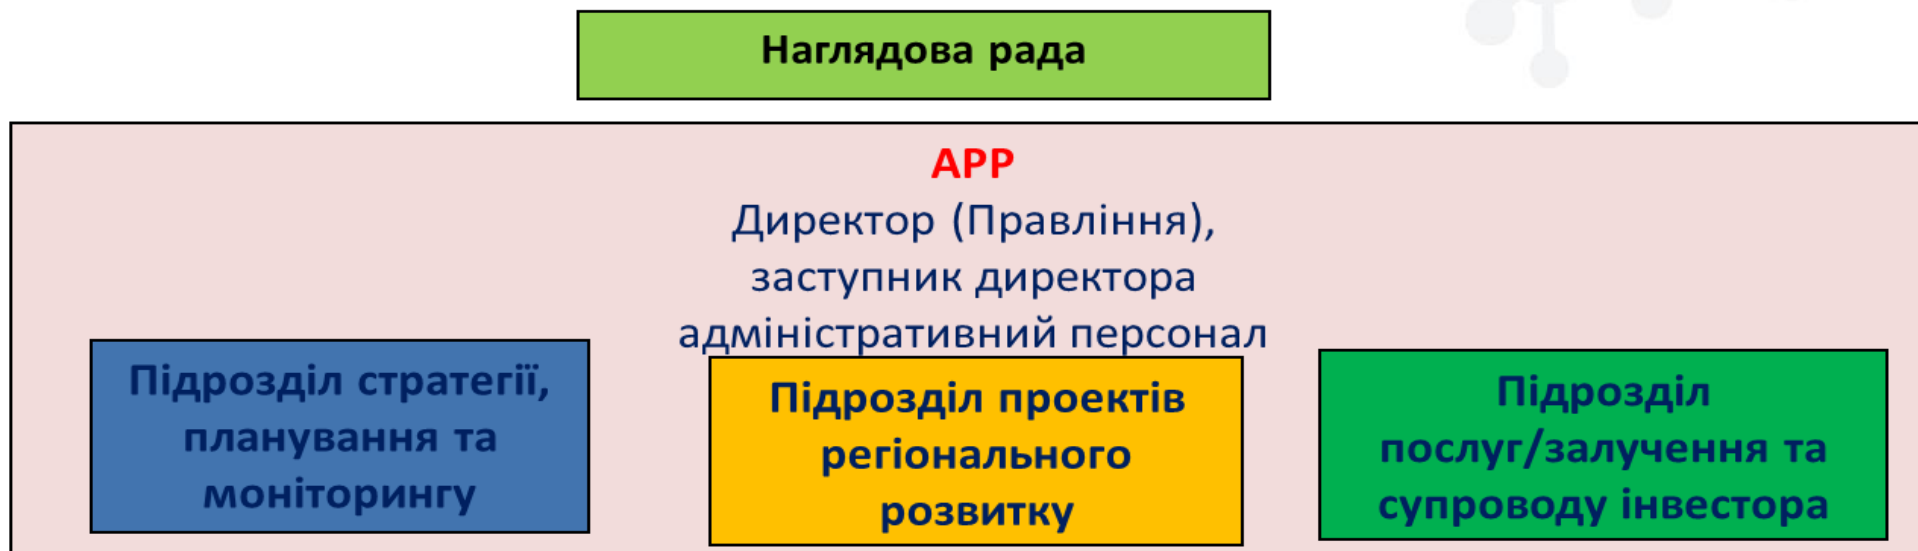 Наглядова рада
АРР
Директор (Правління),
заступник директора
адміністративний персонал
Підрозділ стратегії,
планування та
моніторингу
Підрозділ проектів
регіонального
розвитку
Підрозділ
послуг/залучення та
супроводу інвестора